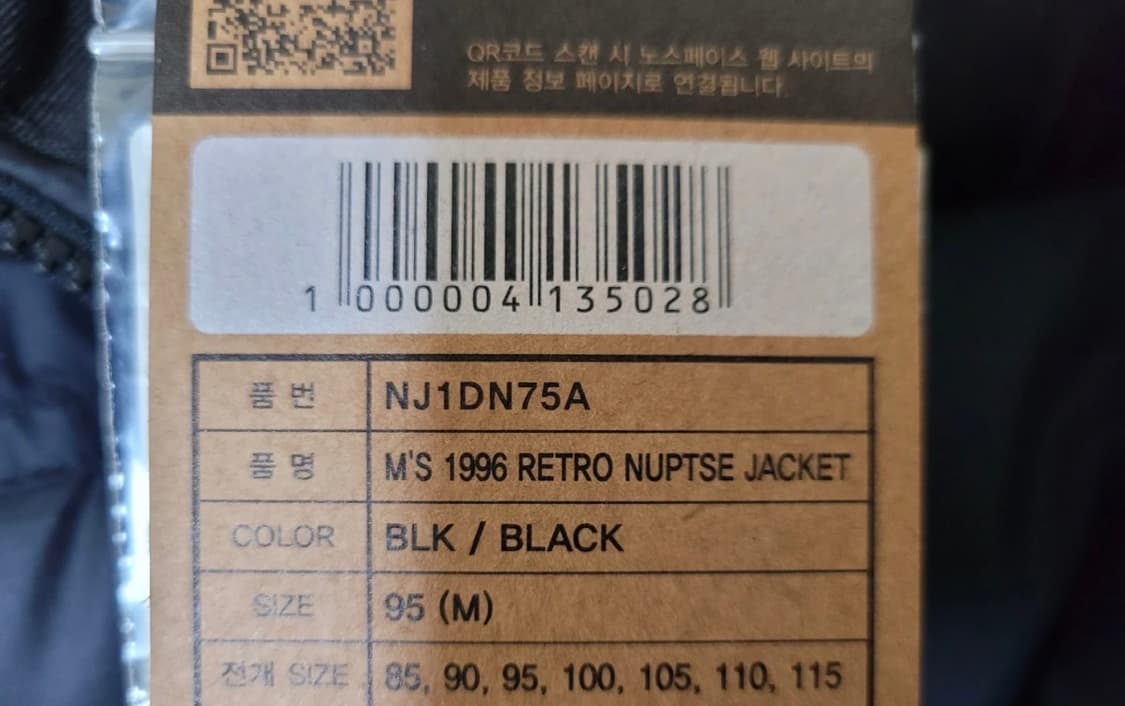 QR코드 스캔 시 노스페이스 웹 사이트의
제품 정보 페이지로 연결됩니다.
1 000004 135028
품 번 NJ1DN75A
품 명 M'S 1996 RETRO NUPTSE JACKET
COLOR BLK / BLACK
SIZE 95 (M)
전개 SIZE 85, 90, 95, 100, 105, 110, 115